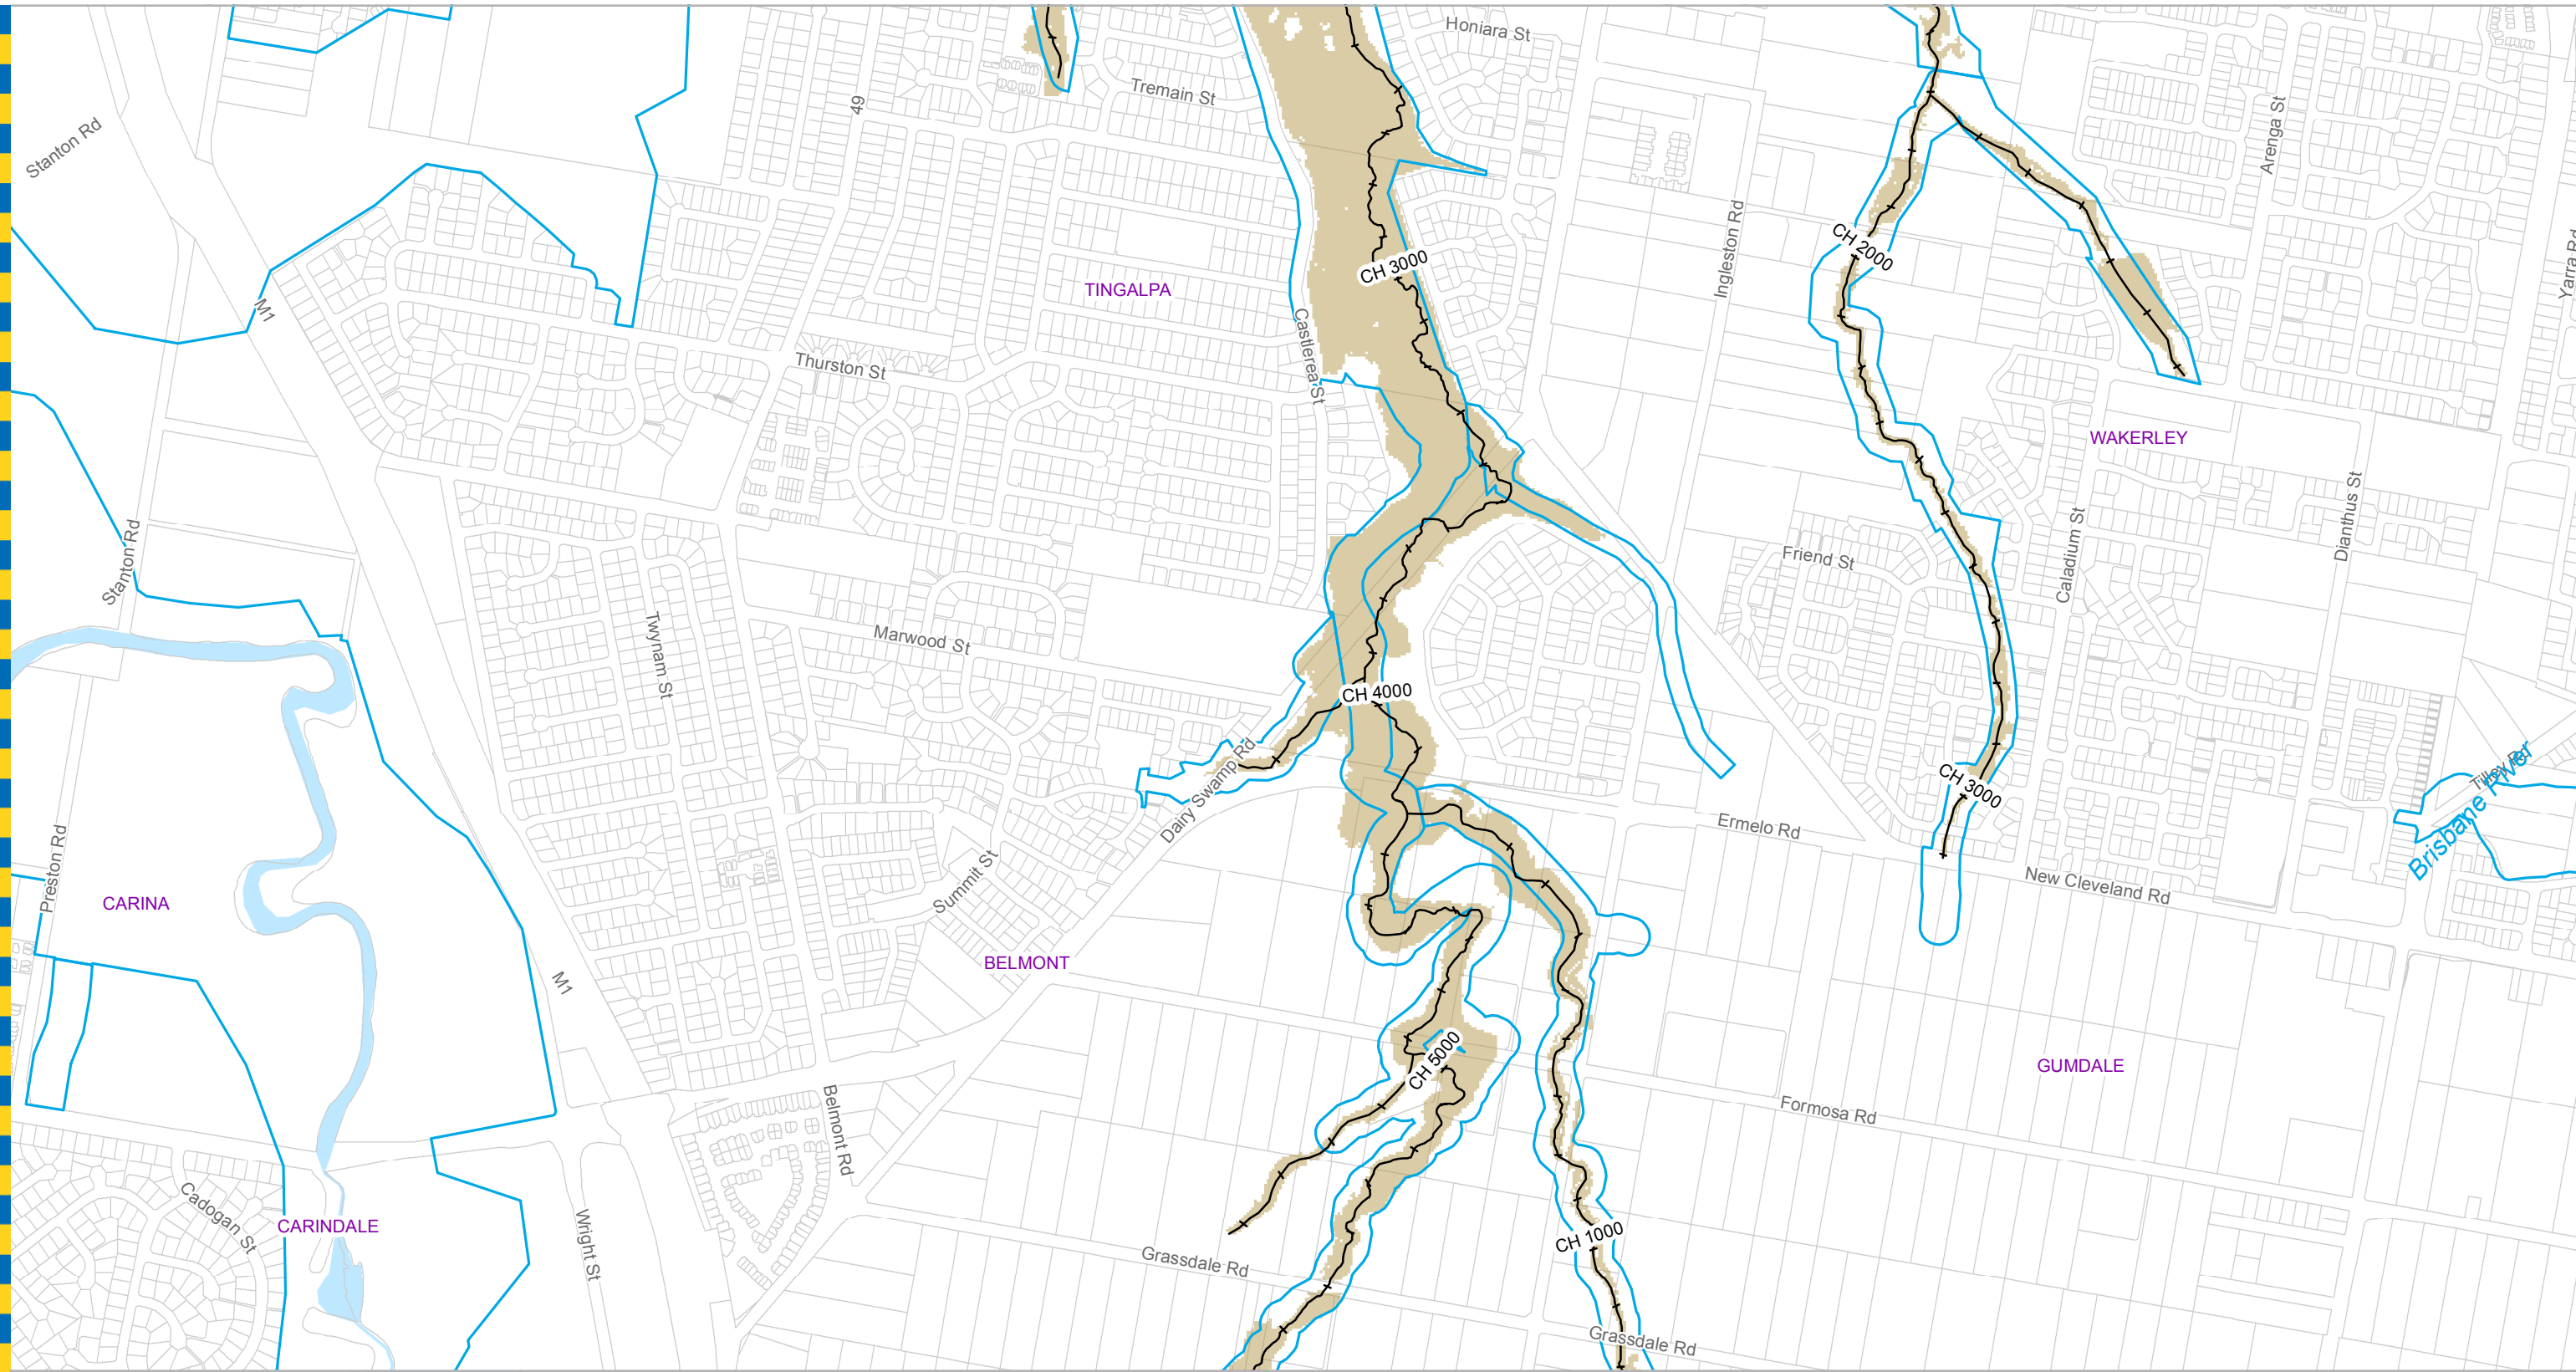 Honiara St
Tremain St
49
Stanton Rd
Arenga St
Ingleston Rd
CH 2000
Yarra Rd
CH 3000
TINGALPA
M1
Castlerea St
Thurston St
WAKERLEY
Dianthus St
Stanton Rd
Caladium St
Friend St
Twynam St
Marwood St
CH 4000
Dairy Swamp Rd
Tilley Rd
Brisbane River
CH 3000
Ermelo Rd
Preston Rd
Summit St
New Cleveland Rd
CARINA
BELMONT
M1
CH 5000
GUMDALE
Formosa Rd
Belmont Rd
Cadogan St
CARINDALE
Wright St
CH 1000
Grassdale Rd
Grassdale Rd